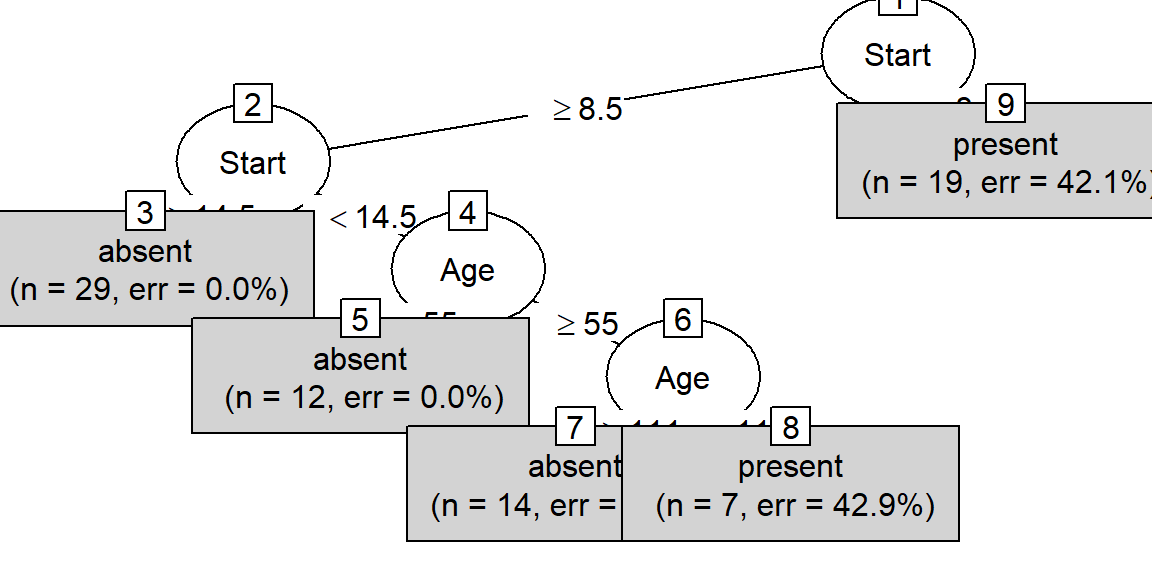 1
Start
≥ 8.5
2
9
Start
present
(n = 19, err = 42.1%)
3
< 14.5
4
absent
Age
(n = 29, err = 0.0%)
5
≥ 55
6
absent
Age
(n = 12, err = 0.0%)
7
8
absent
present
(n = 14, err =
(n = 7, err = 42.9%)